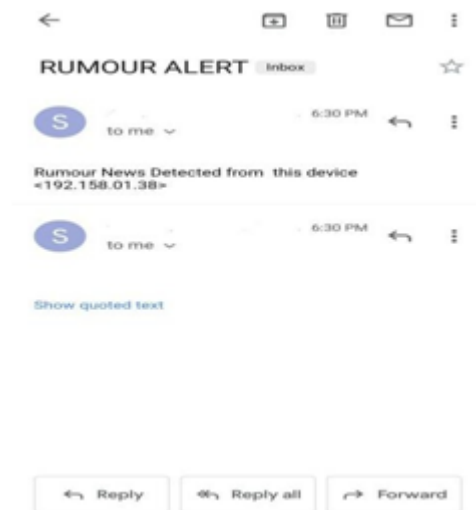 RUMOUR ALERT Inbox
S
6:30 PM
to me
Rumour News Detected from this device
<192.158.01.38>
S
6:30 PM
to me
Show quoted text
Reply
Reply all
Forward